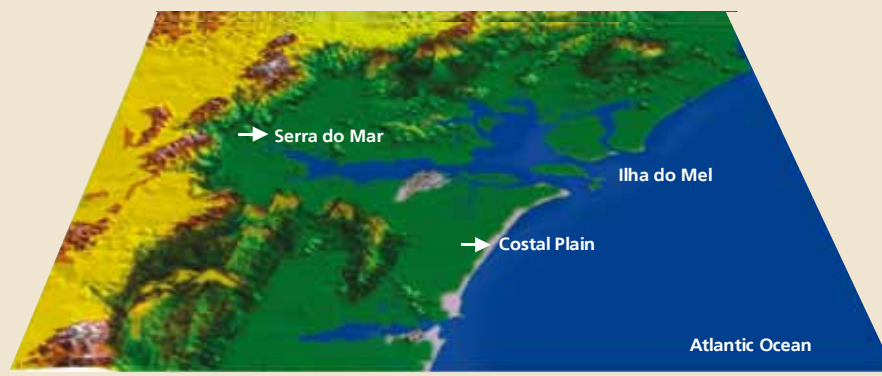 Serra do Mar
Ilha do Mel
Costal Plain
Atlantic Ocean